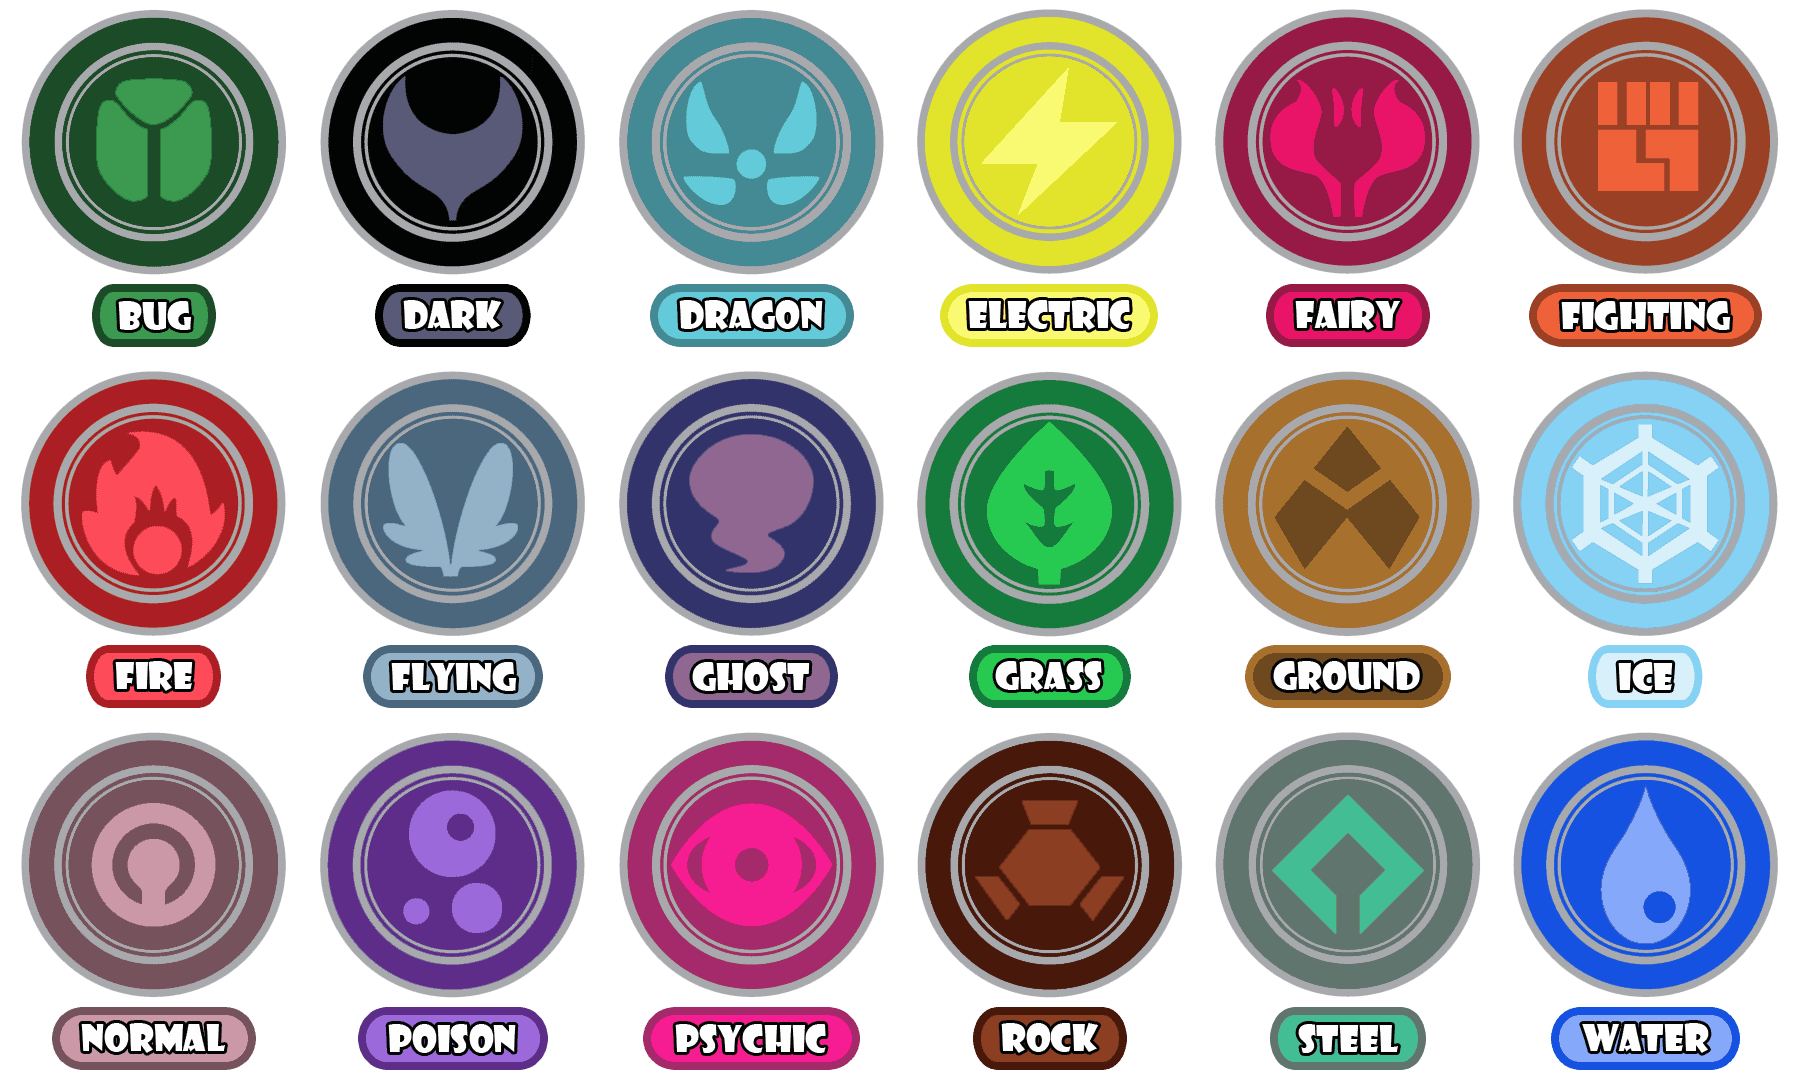 BUG
DARK
DRAGON
ELECTRIC
FAIRY
FIGHTING
FIRE
FLYING
GHOST
GRASS
GROUND
ICE
NORMAL
POISON
PSYCHIC
ROCK
STEEL
WATER